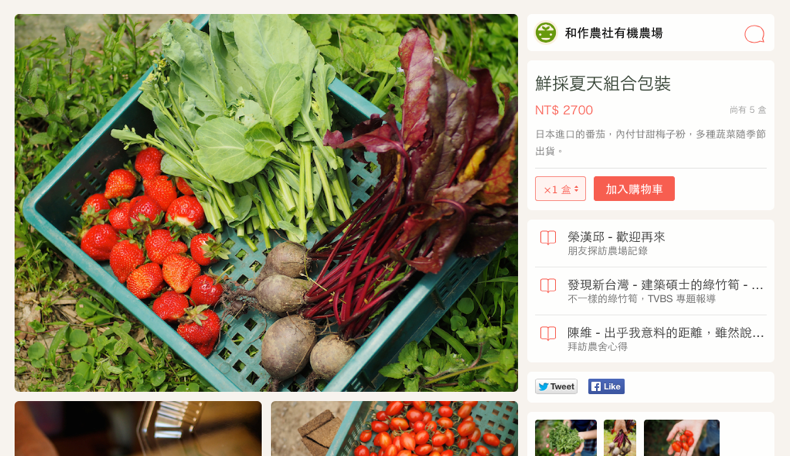 和作農社有機農場
鮮採夏天組合包裝
NT$ 2700
尚有 5 盒
日本進口的番茄，內付甘甜梅子粉，多種蔬菜隨季節
出貨。
×1 盒
加入購物車
榮漢邱 - 歡迎再來
朋友探訪農場記錄
發現新台灣 - 建築碩士的綠竹筍 - ...
不一樣的綠竹筍，TVBS 專題報導
陳維 - 出乎我意料的距離，雖然說...
拜訪農舍心得
Tweet
Like